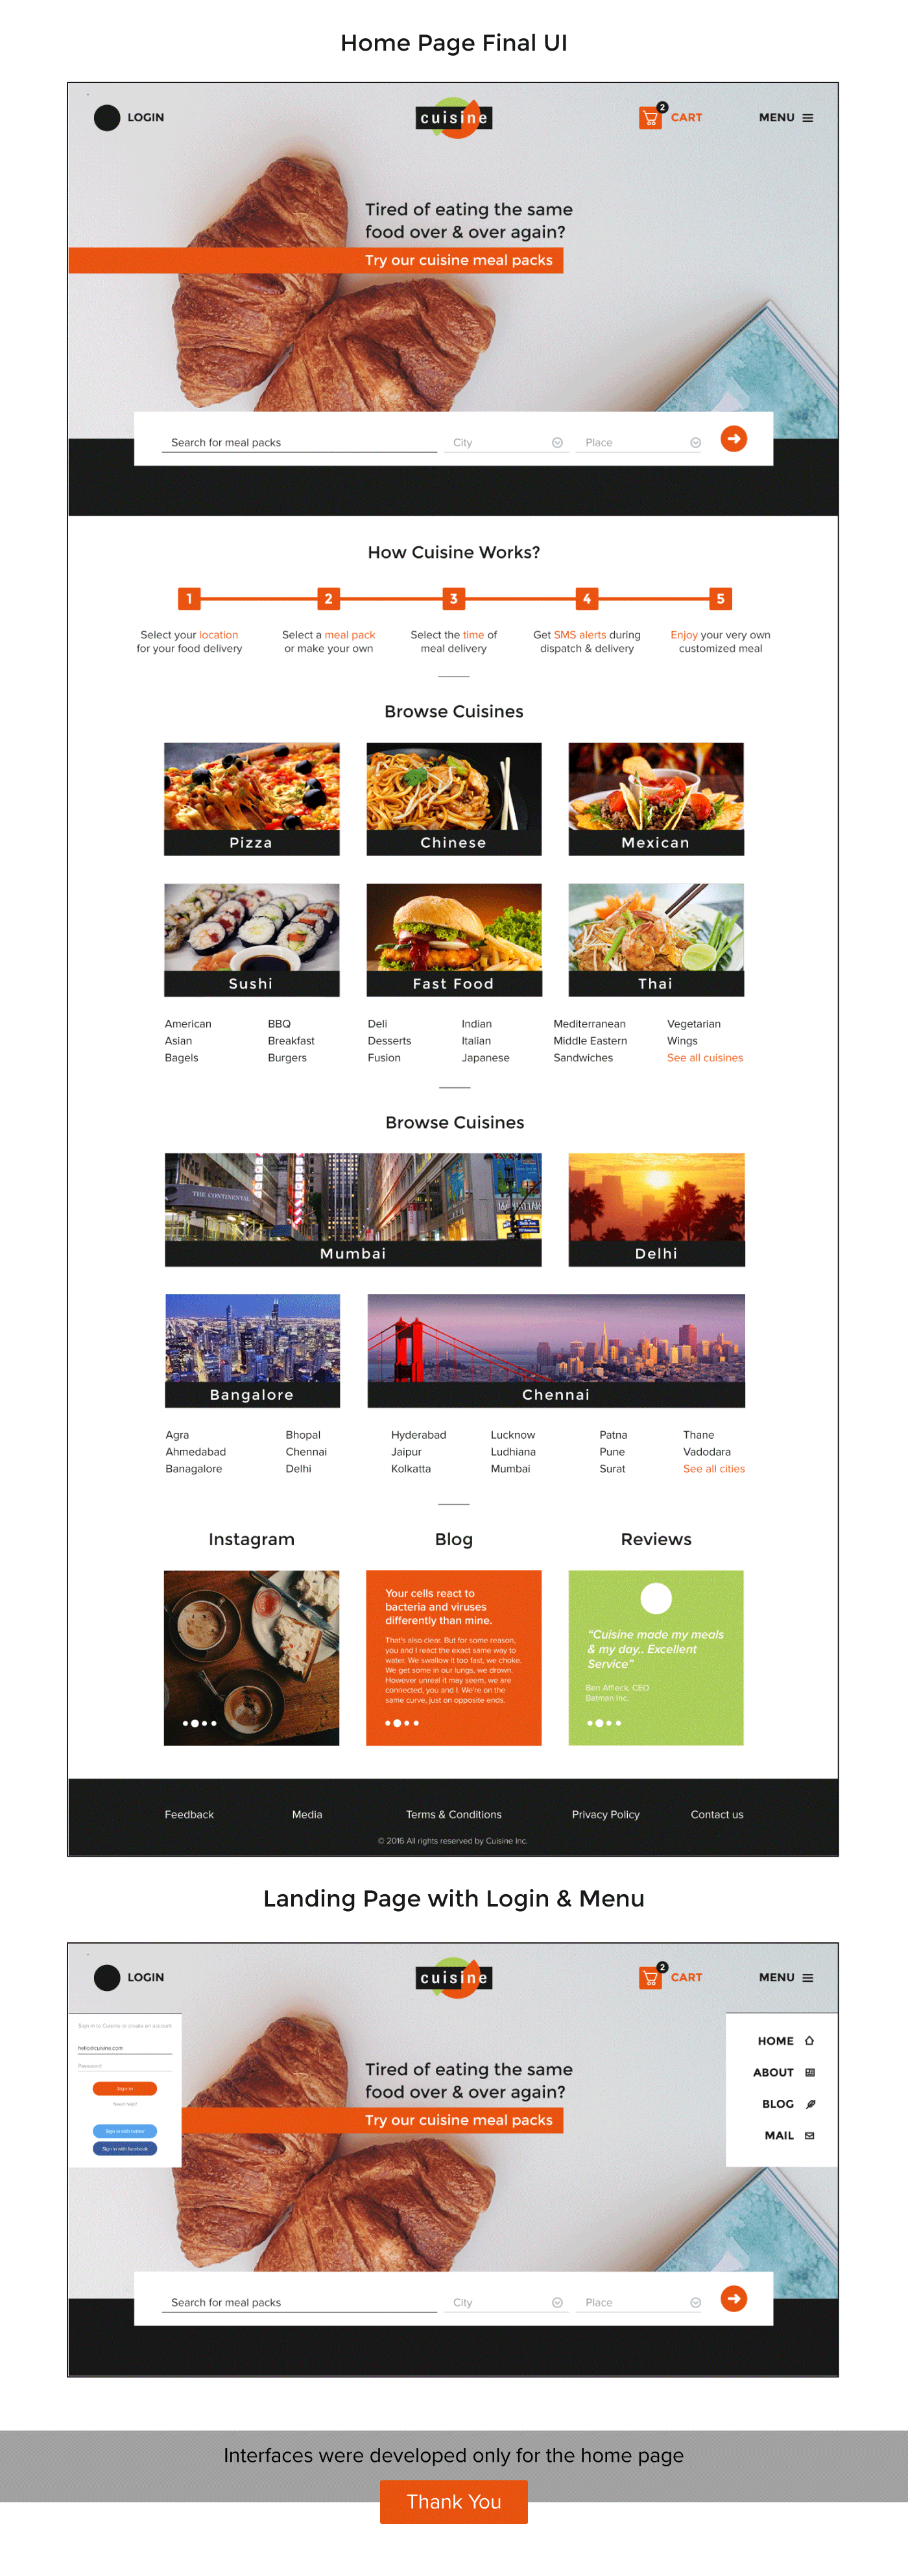 Home Page Final UI
LOGIN
cuisine
2
CART
MENU
Tired of eating the same
food over & over again?
Try our cuisine meal packs
Search for meal packs
City
Place
How Cuisine Works?
1
2
3
4
5
Select your location
for your food delivery
Select a meal pack
or make your own
Select the time of
meal delivery
Get SMS alerts during
dispatch & delivery
Enjoy your very own
customized meal
Browse Cuisines
Pizza
Chinese
Mexican
Sushi
Fast Food
Thai
American
Asian
Bagels
BBQ
Breakfast
Burgers
Deli
Desserts
Fusion
Indian
Italian
Japanese
Mediterranean
Middle Eastern
Sandwiches
Vegetarian
Wings
See all cuisines
Browse Cuisines
THE CONTINENTAL
Mumbai
Delhi
Bangalore
Chennai
Agra
Ahmedabad
Banagalore
Bhopal
Chennai
Delhi
Hyderabad
Jaipur
Kolkatta
Lucknow
Ludhiana
Mumbai
Patna
Pune
Surat
Thane
Vadodara
See all cities
Instagram
Blog
Your cells react to
bacteria and viruses
differently than mine.
That's also clear. But for some reason,
you and I react the exact same way to
water. We swallow it too fast, we choke.
We get some in our lungs, we drown.
However unreal it may seem, we are
connected, you and I. We're on the
same curve, just on opposite ends.
Reviews
"Cuisine made my meals
& my day.. Excellent
Service"
Ben Affleck, CEO
Batman Inc.
Feedback
Media
Terms & Conditions
Privacy Policy
Contact us
© 2016 All rights reserved by Cuisine Inc.
Landing Page with Login & Menu
LOGIN
cuisine
2
CART
MENU
Sign in to Cuisine or create an account
hello@cuisine.com
Password
Sign in
Need help?
Sign in with twitter
Sign in with facebook
HOME
ABOUT
BLOG
MAIL
Tired of eating the same
food over & over again?
Try our cuisine meal packs
Search for meal packs
City
Place
Interfaces were developed only for the home page
Thank You